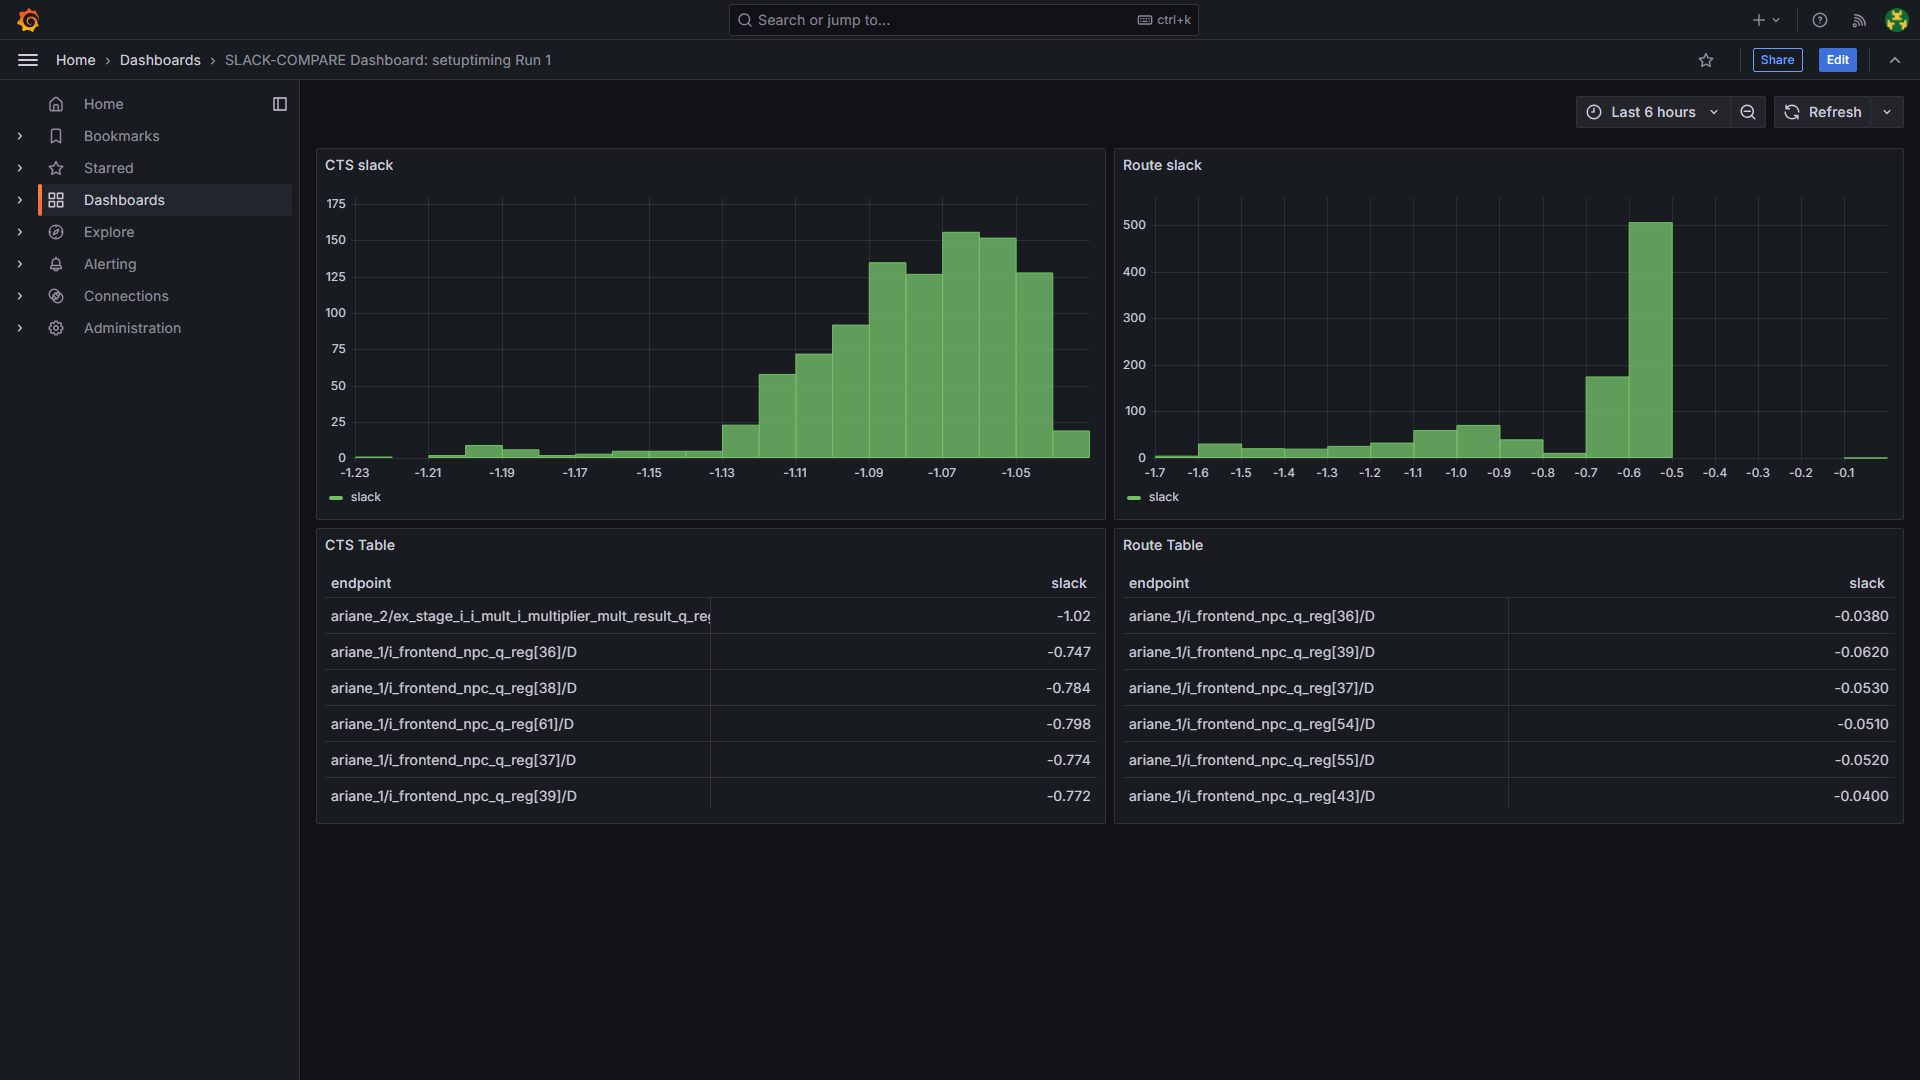 Search or jump to...
ctrl+k
Home › Dashboards › SLACK-COMPARE Dashboard: setuptiming Run 1
Share
Edit
Home
Bookmarks
Starred
Dashboards
Explore
Alerting
Connections
Administration
Last 6 hours
Refresh
CTS slack
175
150
125
100
75
50
25
0
-1.23 -1.21 -1.19 -1.17 -1.15 -1.13 -1.11 -1.09 -1.07 -1.05
slack
Route slack
500
400
300
200
100
0
-1.7 -1.6 -1.5 -1.4 -1.3 -1.2 -1.1 -1.0 -0.9 -0.8 -0.7 -0.6 -0.5 -0.4 -0.3 -0.2 -0.1
slack
CTS Table
endpoint slack
ariane_2/ex_stage_i_i_mult_i_multiplier_mult_result_q_reg -1.02
ariane_1/i_frontend_npc_q_reg[36]/D -0.747
ariane_1/i_frontend_npc_q_reg[38]/D -0.784
ariane_1/i_frontend_npc_q_reg[61]/D -0.798
ariane_1/i_frontend_npc_q_reg[37]/D -0.774
ariane_1/i_frontend_npc_q_reg[39]/D -0.772
Route Table
endpoint slack
ariane_1/i_frontend_npc_q_reg[36]/D -0.0380
ariane_1/i_frontend_npc_q_reg[39]/D -0.0620
ariane_1/i_frontend_npc_q_reg[37]/D -0.0530
ariane_1/i_frontend_npc_q_reg[54]/D -0.0510
ariane_1/i_frontend_npc_q_reg[55]/D -0.0520
ariane_1/i_frontend_npc_q_reg[43]/D -0.0400